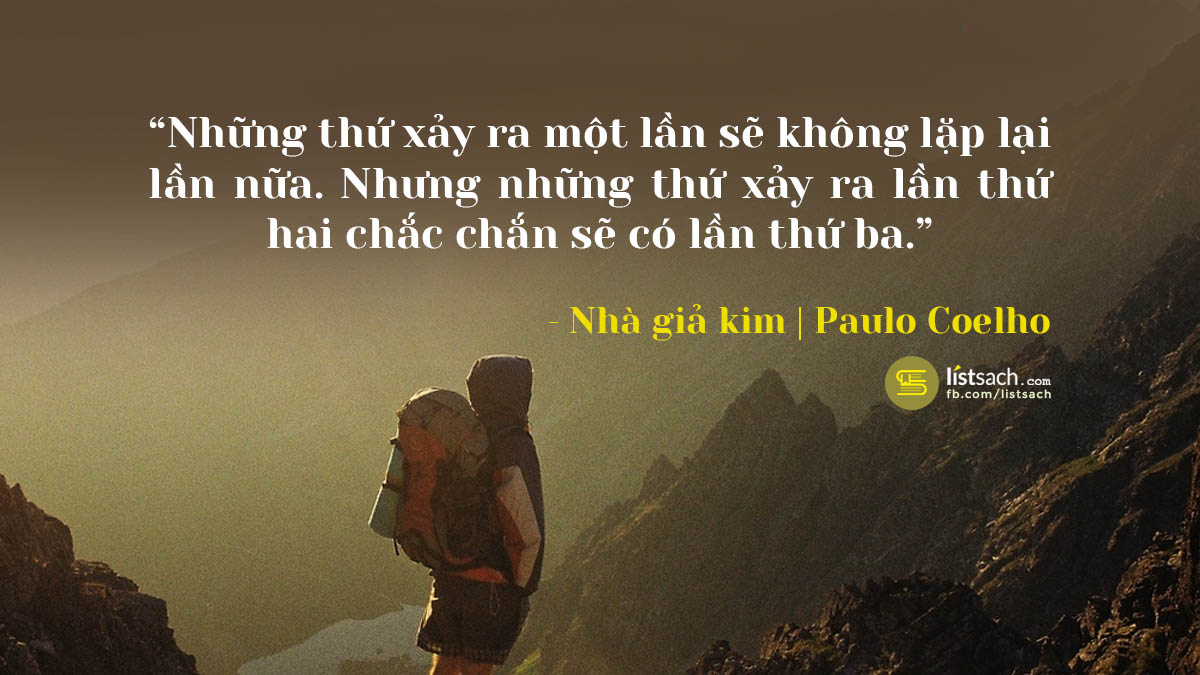 “Những thứ xảy ra một lần sẽ không lặp lại
lần nữa. Nhưng những thứ xảy ra lần thứ
hai chắc chắn sẽ có lần thứ ba.”
- Nhà giả kim | Paulo Coelho
listsach.com
fb.com/listsach